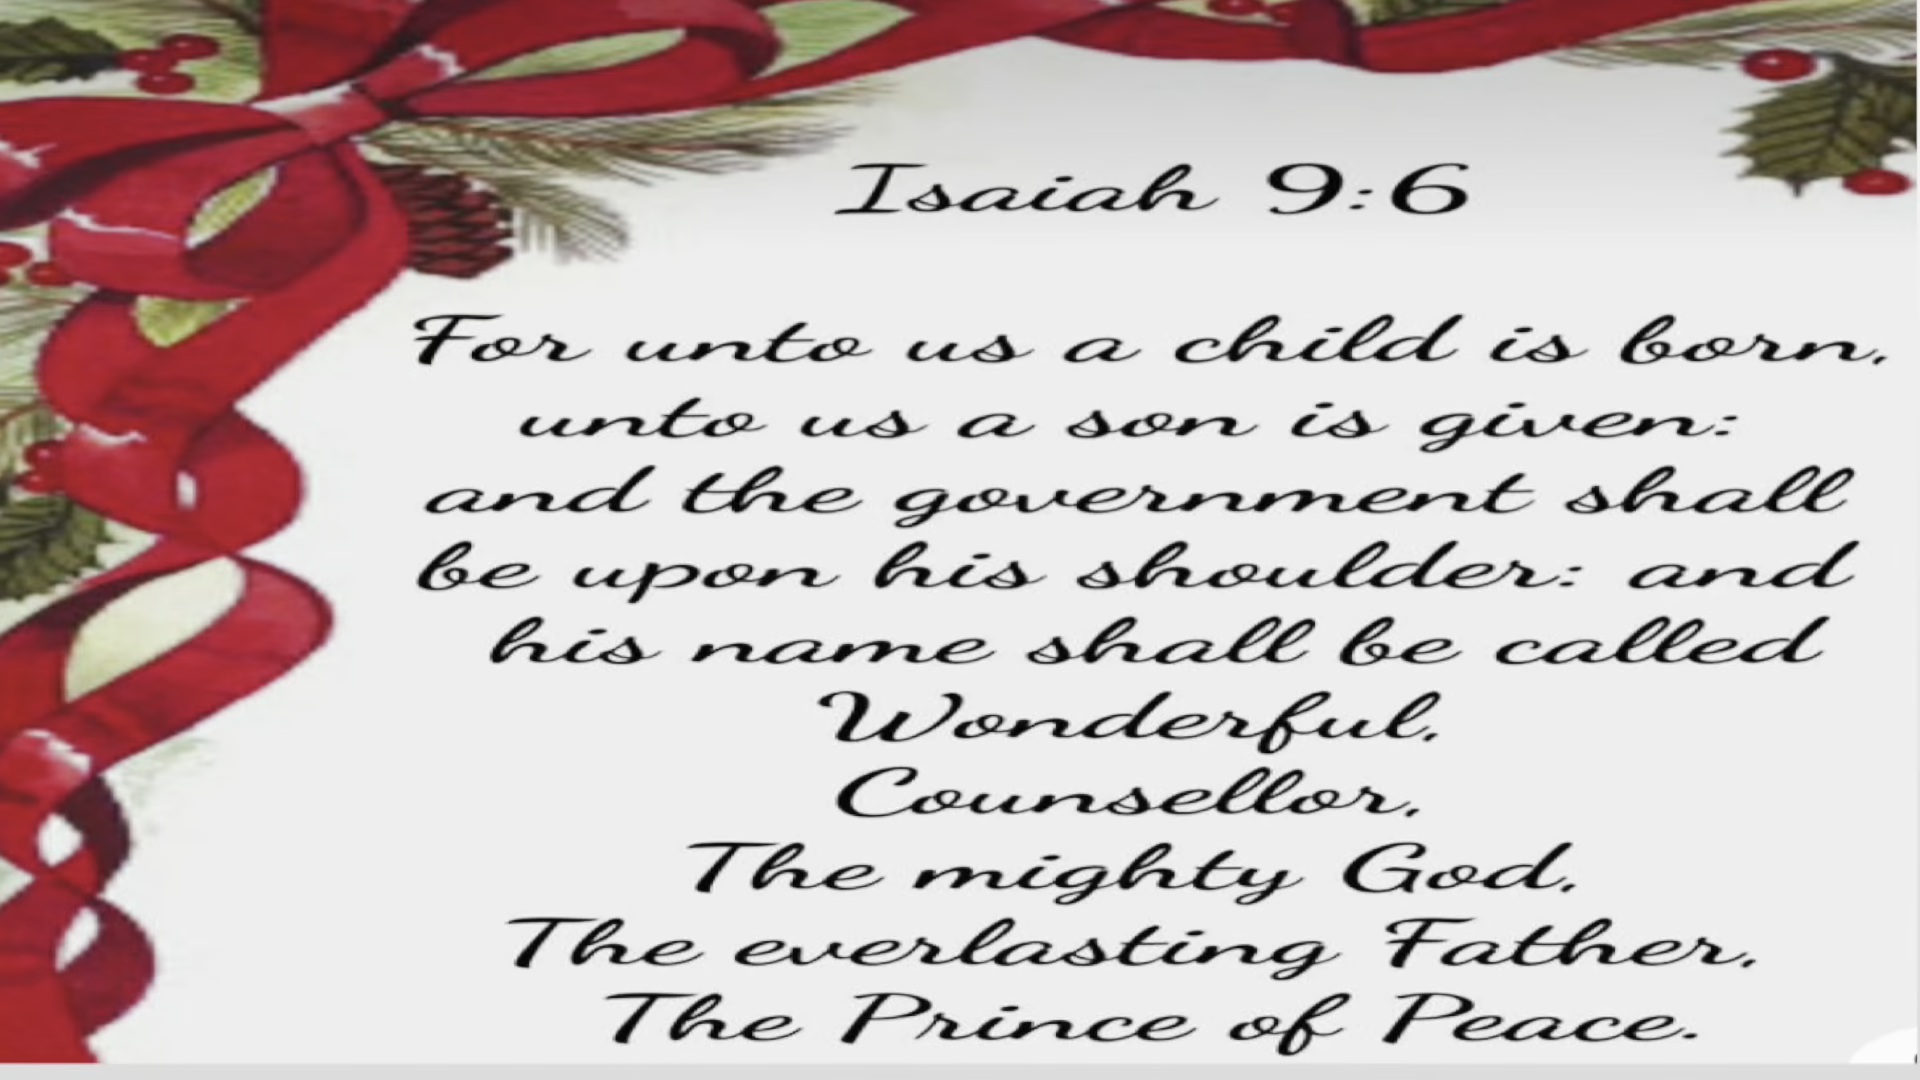 Isaiah 9:6
For unto us a child is born,
unto us a son is given:
and the government shall
be upon his shoulder: and
his name shall be called
Wonderful,
Counsellor,
The mighty God,
The everlasting Father,
The Prince of Peace.